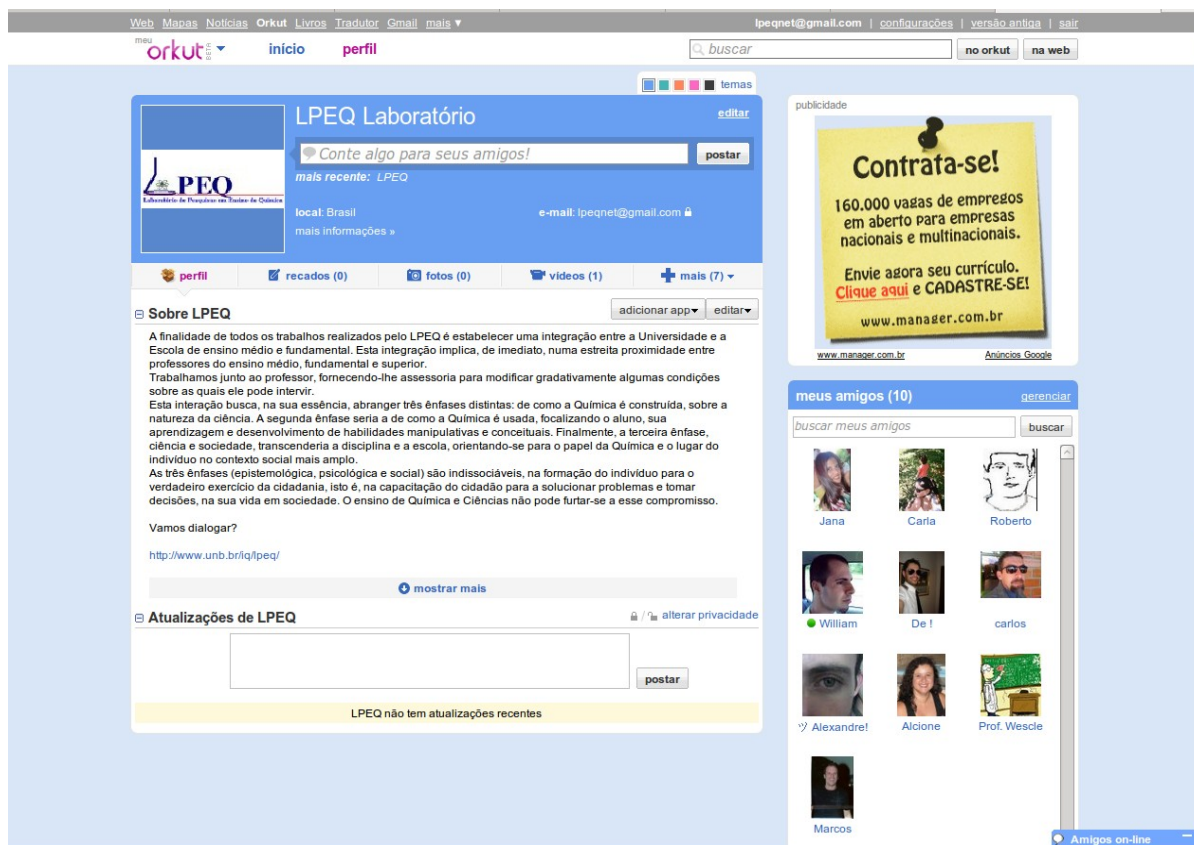 Web Mapas Notícias Orkut Livros Tradutor Gmail mais ▼
lpeqnet@gmail.com | configurações | versão antiga | sair
meu
orkut BETA
início
perfil
buscar
no orkut
na web
temas
LPEQ Laboratório
editar
Conte algo para seus amigos!
postar
mais recente: LPEQ
LPEQ
Laboratório de Pesquisas em Ensino de Química
local: Brasil
e-mail: lpeqnet@gmail.com
mais informações »
perfil
recados (0)
fotos (0)
vídeos (1)
mais (7)
Sobre LPEQ
adicionar app
editar
A finalidade de todos os trabalhos realizados pelo LPEQ é estabelecer uma integração entre a Universidade e a
Escola de ensino médio e fundamental. Esta integração implica, de imediato, numa estreita proximidade entre
professores do ensino médio, fundamental e superior.
Trabalhamos junto ao professor, fornecendo-lhe assessoria para modificar gradativamente algumas condições
sobre as quais ele pode intervir.
Esta interação busca, na sua essência, abranger três ênfases distintas: de como a Química é construída, sobre a
natureza da ciência. A segunda ênfase seria a de como a Química é usada, focalizando o aluno, sua
aprendizagem e desenvolvimento de habilidades manipulativas e conceituais. Finalmente, a terceira ênfase,
ciência e sociedade, transcenderia a disciplina e a escola, orientando-se para o papel da Química e o lugar do
indivíduo no contexto social mais amplo.
As três ênfases (epistemológica, psicológica e social) são indissociáveis, na formação do indivíduo para o
verdadeiro exercício da cidadania, isto é, na capacitação do cidadão para a solucionar problemas e tomar
decisões, na sua vida em sociedade. O ensino de Química e Ciências não pode furtar-se a esse compromisso.
Vamos dialogar?
http://www.unb.br/iq/lpeq/
mostrar mais
Atualizações de LPEQ
alterar privacidade
postar
LPEQ não tem atualizações recentes
publicidade
Contrata-se!
160.000 vagas de empregos
em aberto para empresas
nacionais e multinacionais.
Envie agora seu currículo.
Clique aqui e CADASTRE-SE!
www.manager.com.br
www.manager.com.br
Anúncios Google
meus amigos (10)
gerenciar
buscar meus amigos
buscar
Jana
Carla
Roberto
William
De !
carlos
ツ Alexandre!
Alcione
Prof. Wescle
Marcos
Amigos on-line